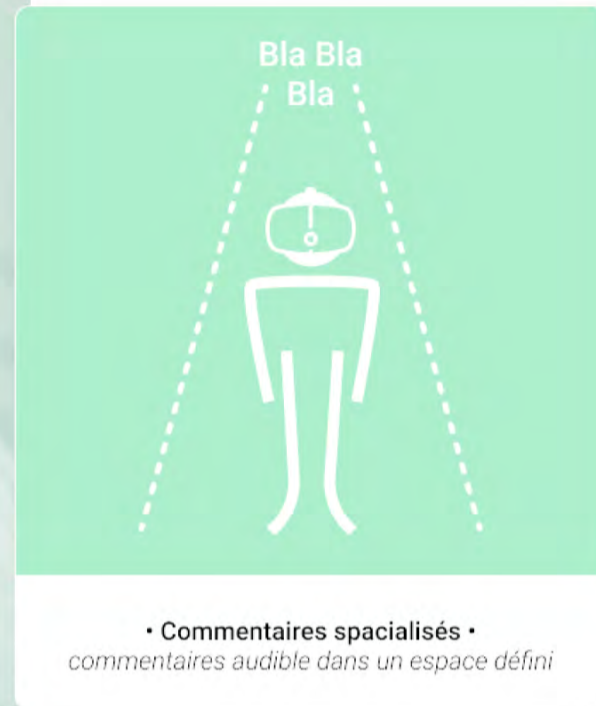 Bla Bla
Bla
• Commentaires spacialisés •
commentaires audible dans un espace défini